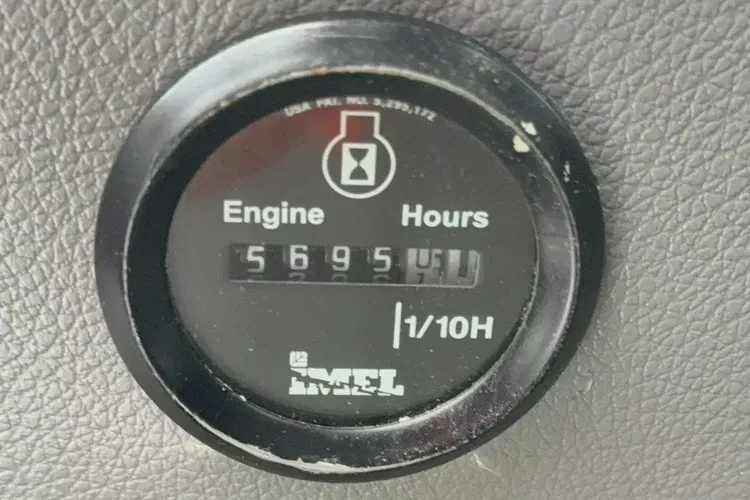 USA PAT. NO. 5,295,172
Engine Hours
5695
1/10H
iMEL